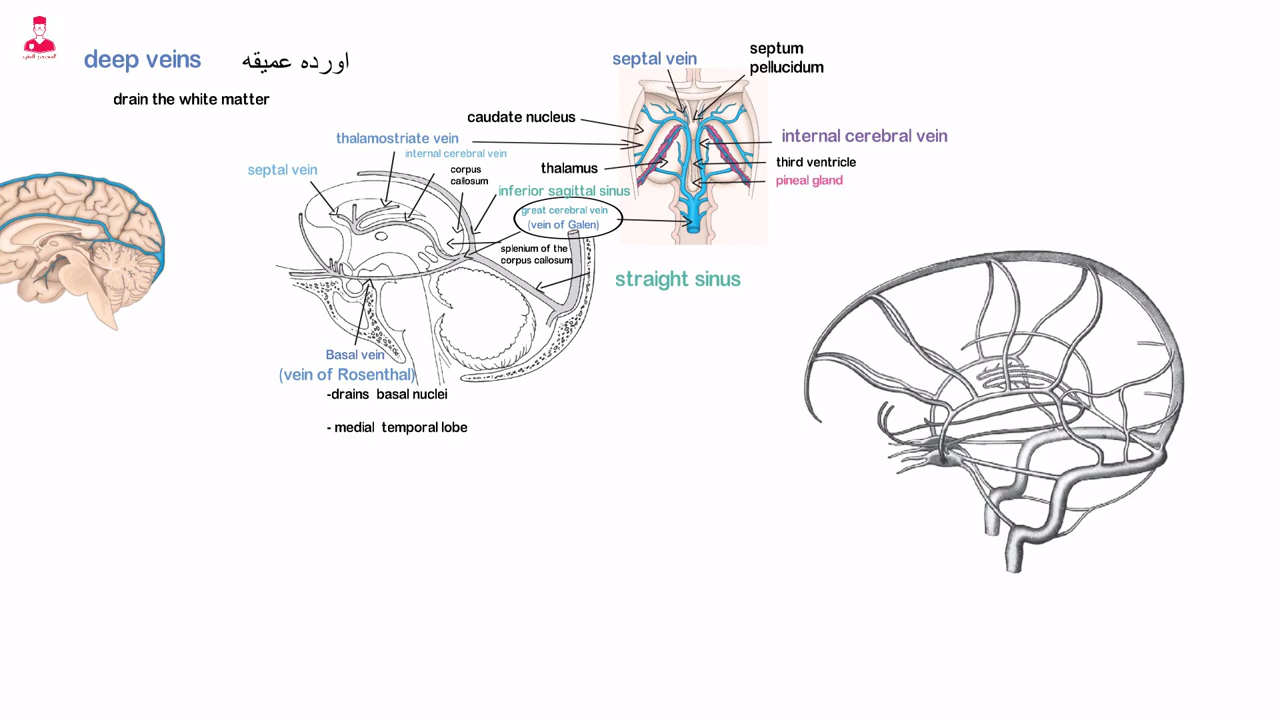 deep veins اورده عميقه
drain the white matter
septal vein
septum
pellucidum
caudate nucleus
thalamostriate vein
internal cerebral vein
internal cerebral vein
septal vein
corpus
callosum
thalamus
third ventricle
pineal gland
inferior sagittal sinus
great cerebral vein
(vein of Galen)
splenium of the
corpus callosum
straight sinus
Basal vein
(vein of Rosenthal)
-drains basal nuclei
- medial temporal lobe